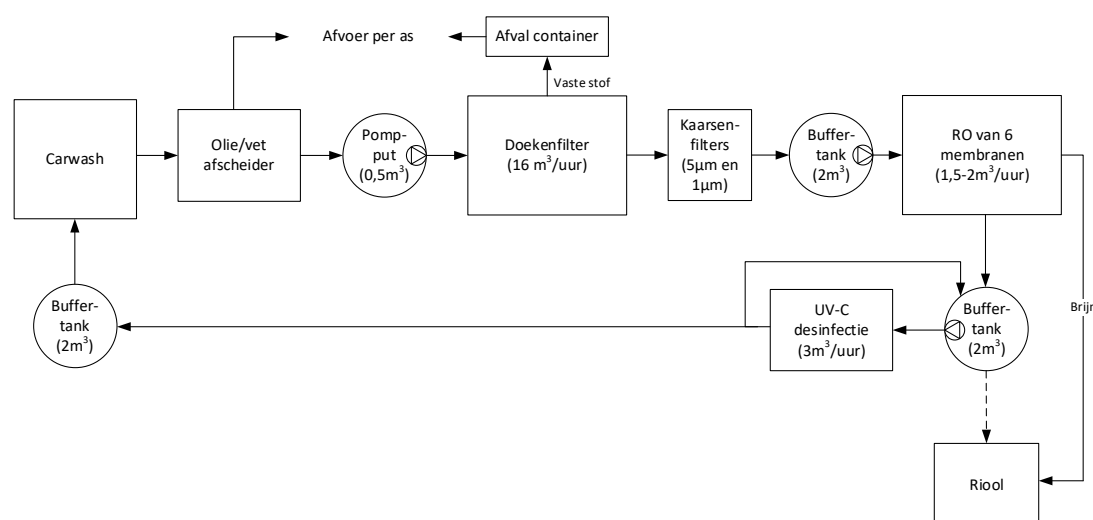 Afvoer per as
Afval container
Vaste stof
Carwash
Olie/vet
afscheider
Pomp-
put
(0,5m³)
Doekenfilter
(16 m³/uur)
Kaarsen-
filters
(5µm en
1µm)
Buffer-
tank
(2m³)
RO van 6
membranen
(1,5-2m³/uur)
Buffer-
tank
(2m³)
UV-C
desinfectie
(3m³/uur)
Buffer-
tank
(2m³)
Brijn
Riool